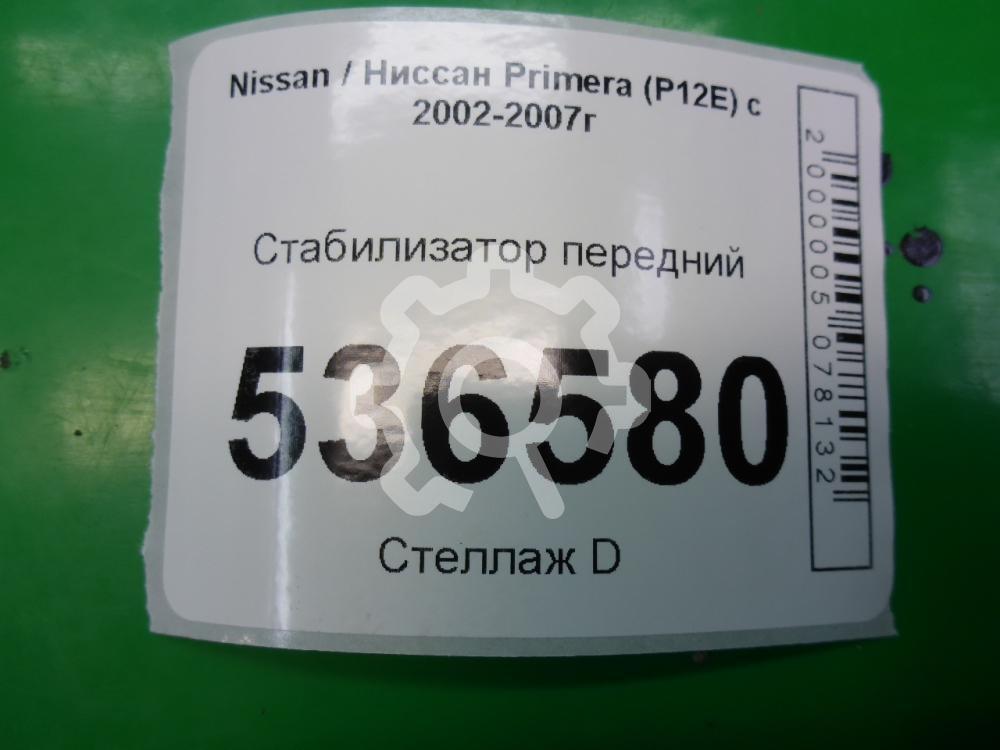 Nissan / Ниссан Primera (P12E) с
2002-2007г
Стабилизатор передний
536580
Стеллаж D
2000005078132